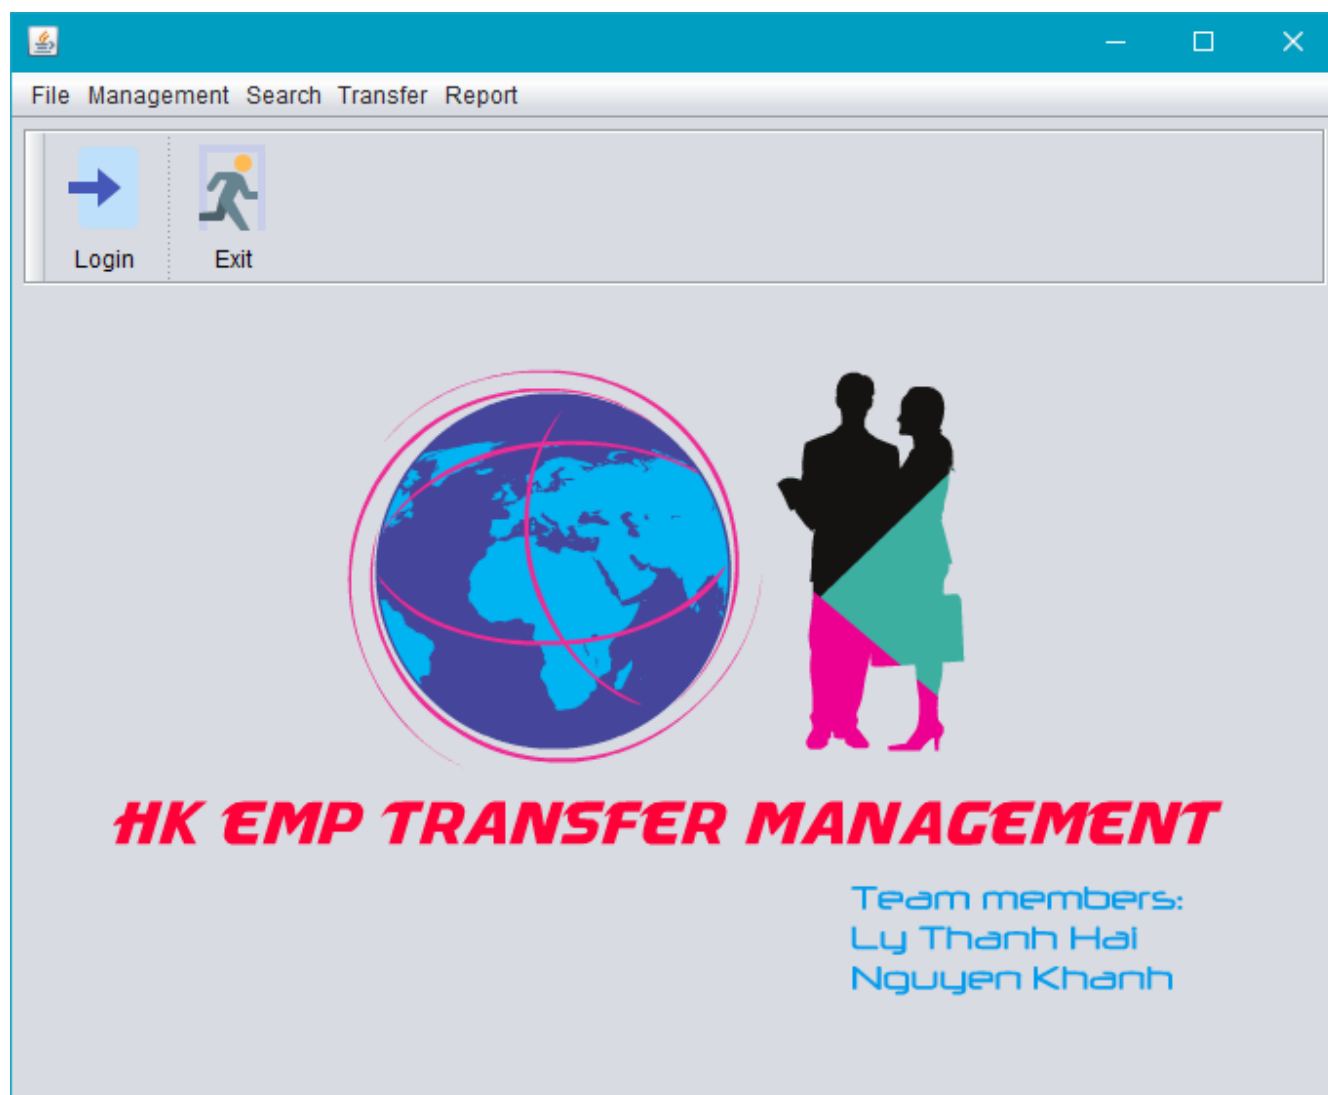 File Management Search Transfer Report
Login Exit
HK EMP TRANSFER MANAGEMENT
Team members:
Ly Thanh Hai
Nguyen Khanh